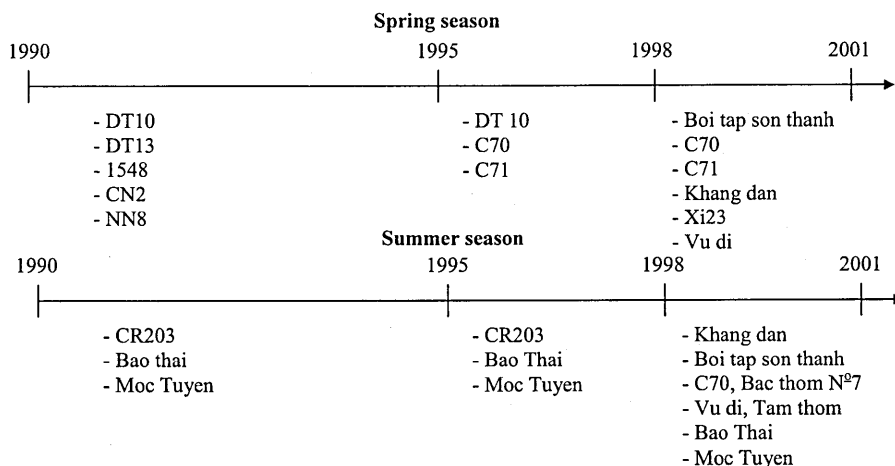 Spring season
1990 1995 1998 2001
- DT10 - DT 10 - Boi tap son thanh
- DT13 - C70 - C70
- 1548 - C71 - C71
- CN2 - Khang dan
- NN8 - Xi23
- Vu di
Summer season
1990 1995 1998 2001
- CR203 - CR203 - Khang dan
- Bao thai - Bao Thai - Boi tap son thanh
- Moc Tuyen - Moc Tuyen - C70, Bac thom Nº7
- Vu di, Tam thom
- Bao Thai
- Moc Tuyen